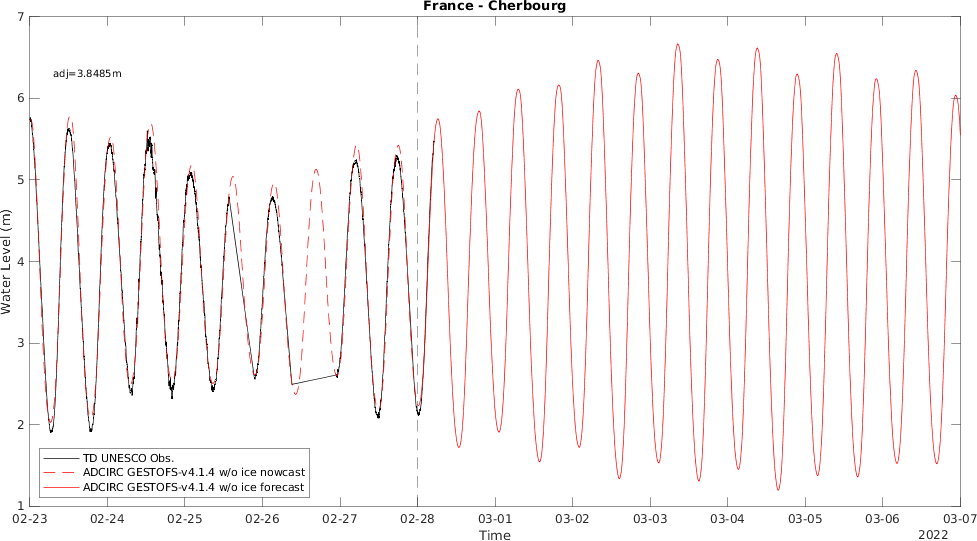 France - Cherbourg
7
adj=3.8485m
6
5
4
3
2
1
Water Level (m)
TD UNESCO Obs.
ADCIRC GESTOFS-v4.1.4 w/o ice nowcast
ADCIRC GESTOFS-v4.1.4 w/o ice forecast
02-23 02-24 02-25 02-26 02-27 02-28 03-01 03-02 03-03 03-04 03-05 03-06 03-07
Time
2022